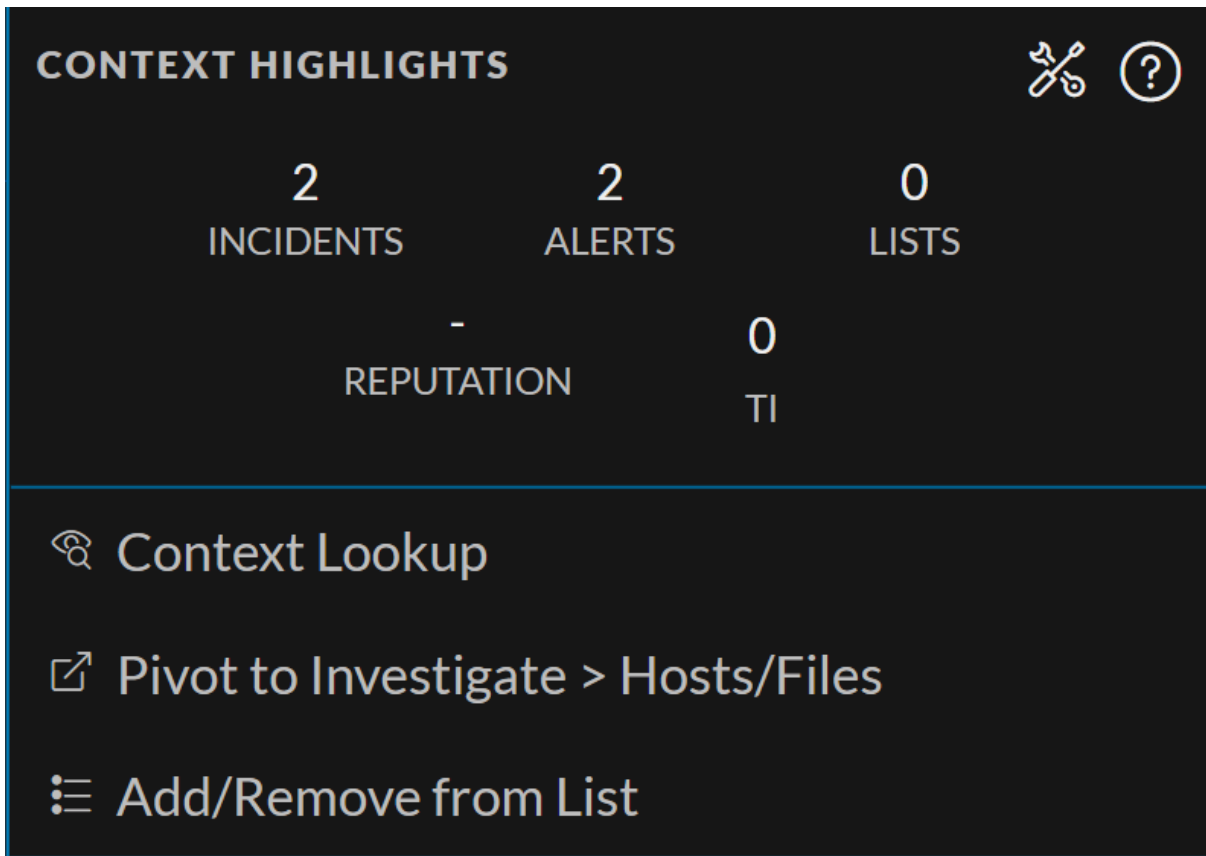 CONTEXT HIGHLIGHTS ?
2 2 0
INCIDENTS ALERTS LISTS
- 0
REPUTATION TI
Context Lookup
Pivot to Investigate > Hosts/Files
Add/Remove from List